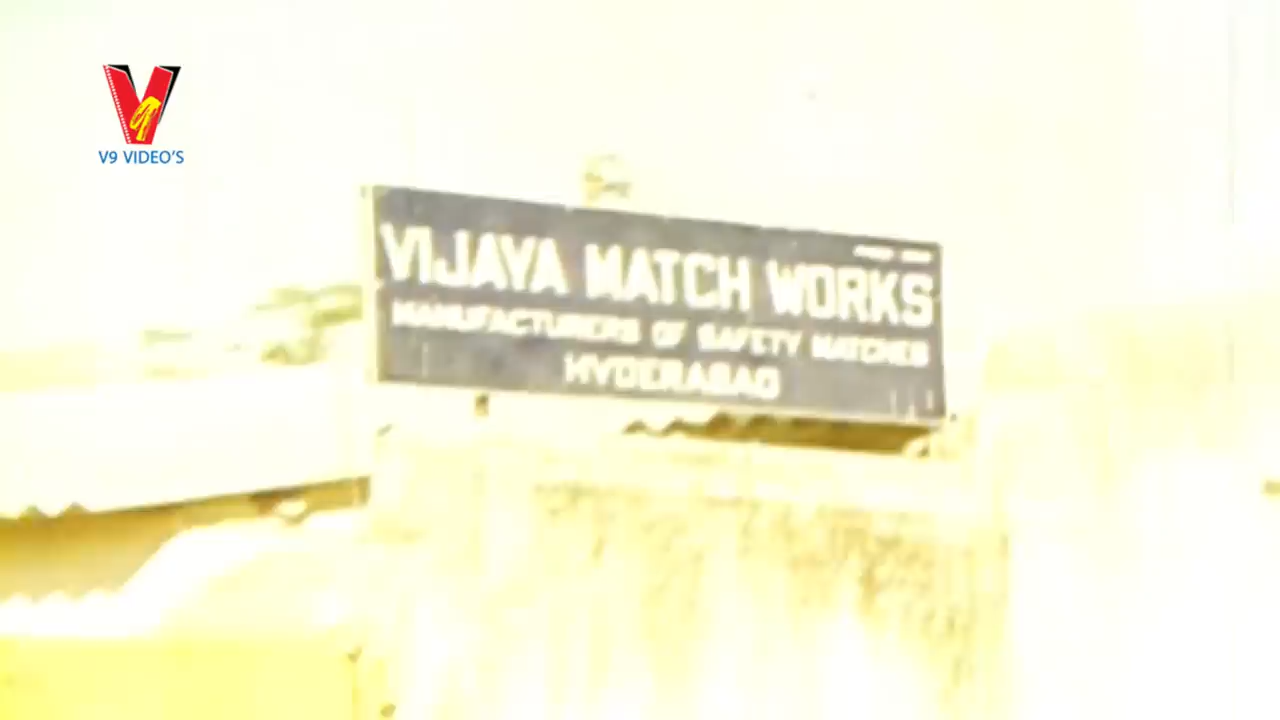 V9 VIDEO'S
VIJAYA MATCH WORKS
MANUFACTURERS OF SAFETY MATCHES
HYDERABAD